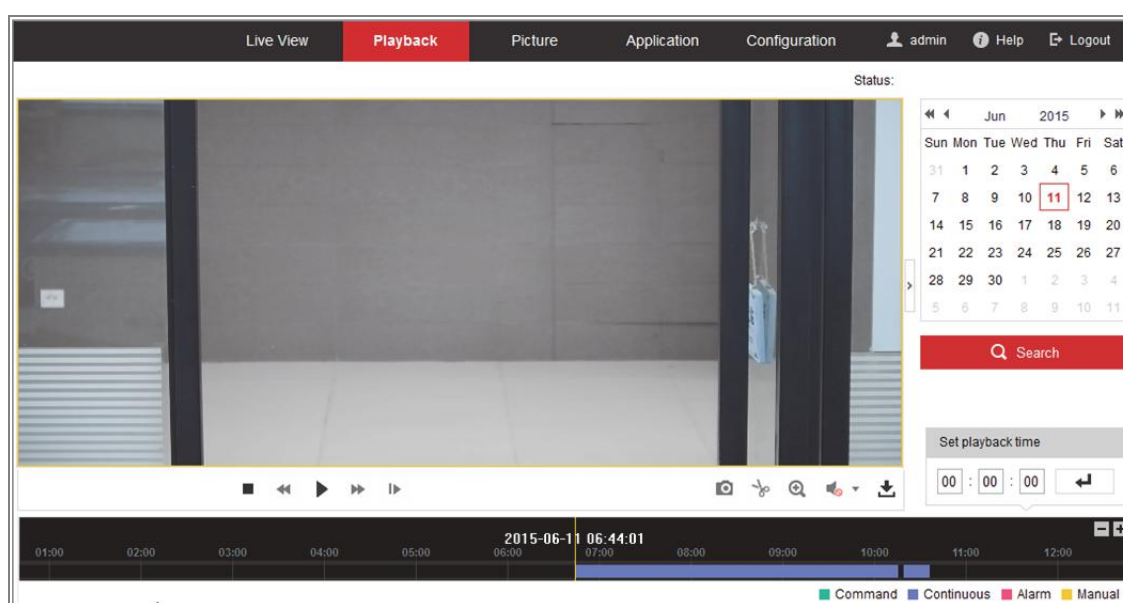 Live View Playback Picture Application Configuration admin Help Logout
Status:
Jun 2015
Sun Mon Tue Wed Thu Fri Sat
31 1 2 3 4 5 6
7 8 9 10 11 12 13
14 15 16 17 18 19 20
21 22 23 24 25 26 27
28 29 30 1 2 3 4
5 6 7 8 9 10 11
Search
Set playback time
00 : 00 : 00
2015-06-11 06:44:01
01:00 02:00 03:00 04:00 05:00 06:00 07:00 08:00 09:00 10:00 11:00 12:00
Command Continuous Alarm Manual